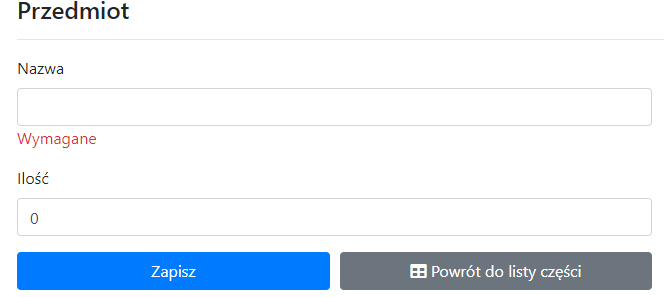 Przedmiot
Nazwa
Wymagane
Ilość
0
Zapisz
Powrót do listy części